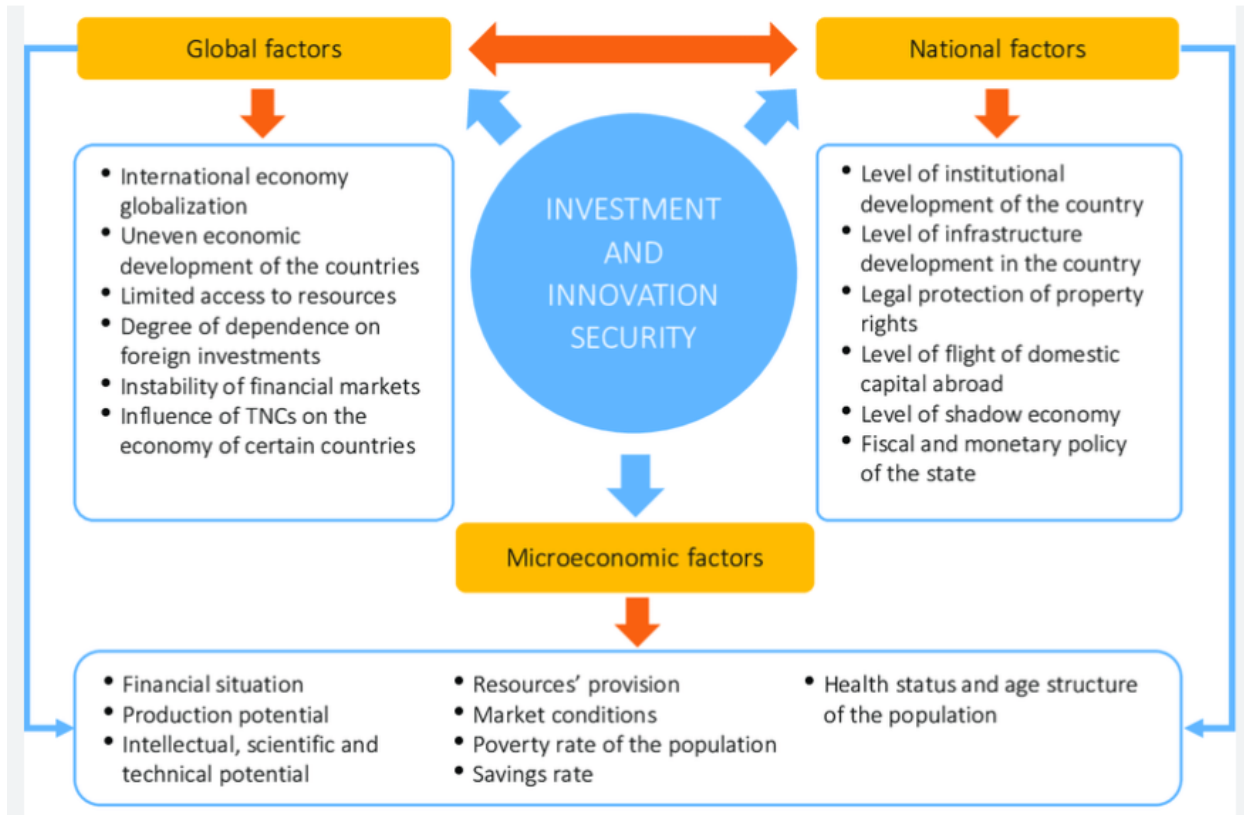 Global factors
National factors
• International economy
globalization
• Uneven economic
development of the countries
• Limited access to resources
• Degree of dependence on
foreign investments
• Instability of financial markets
• Influence of TNCs on the
economy of certain countries
INVESTMENT
AND
INNOVATION
SECURITY
• Level of institutional
development of the country
• Level of infrastructure
development in the country
• Legal protection of property
rights
• Level of flight of domestic
capital abroad
• Level of shadow economy
• Fiscal and monetary policy
of the state
Microeconomic factors
• Financial situation
• Production potential
• Intellectual, scientific and
technical potential
• Resources’ provision
• Market conditions
• Poverty rate of the population
• Savings rate
• Health status and age structure
of the population